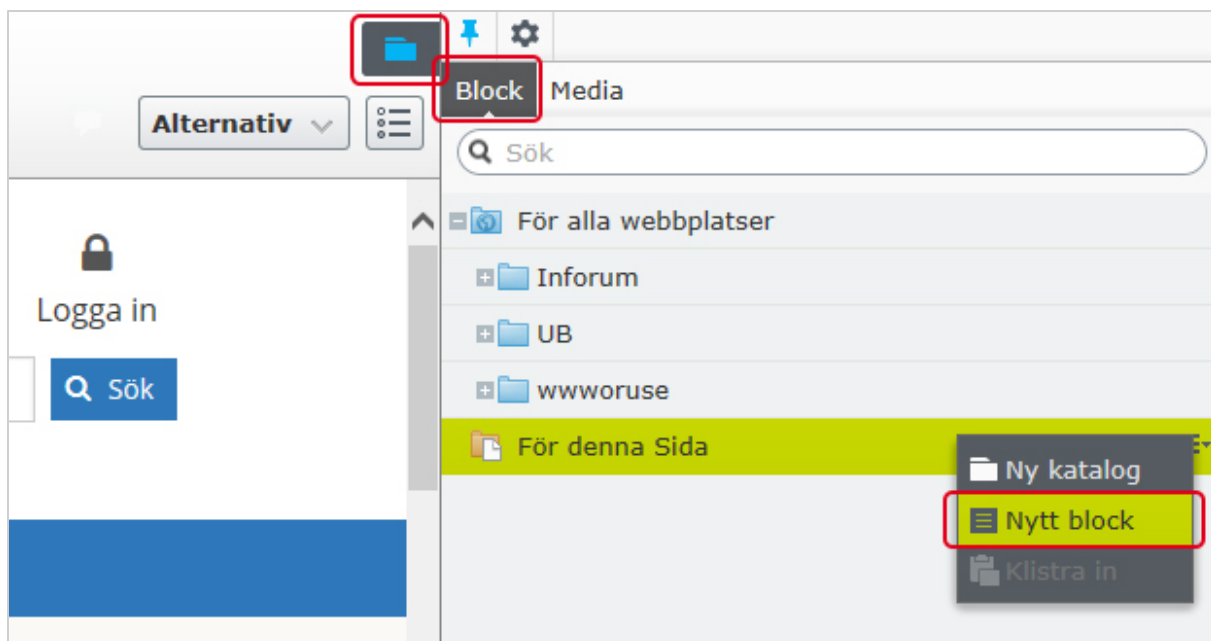 Block Media
Alternativ
Sök
För alla webbplatser
Inforum
Logga in
UB
Sök
wwworuse
För denna Sida
Ny katalog
Nytt block
Klistra in